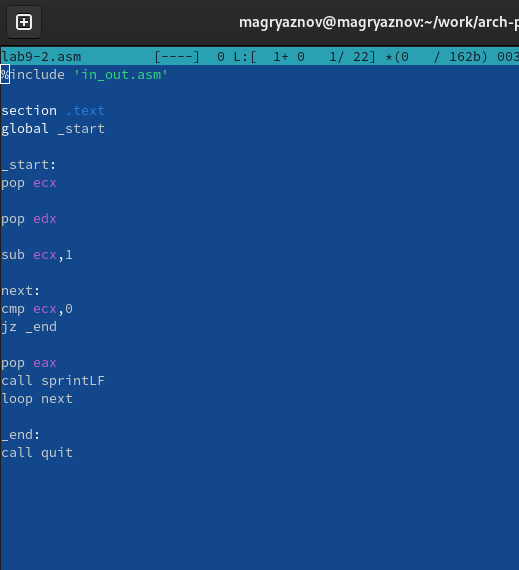 magryaznov@magryaznov:~/work/arch-p
lab9-2.asm [----] 0 L:[ 1+ 0 1/ 22] *(0 / 162b) 003
%include 'in_out.asm'
section .text
global _start
_start:
pop ecx
pop edx
sub ecx,1
next:
cmp ecx,0
jz _end
pop eax
call sprintLF
loop next
_end:
call quit